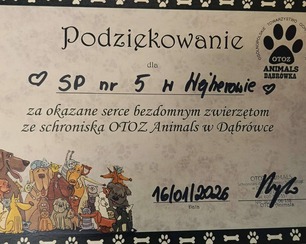 Podziękowanie
dla
SP nr 5 w Wejherowie
za okazane serce bezdomnym zwierzętom
ze schroniska OTOZ Animals w Dąbrówce
OTOZ
ANIMALS
DĄBRÓWKA
16/01/2026
Data